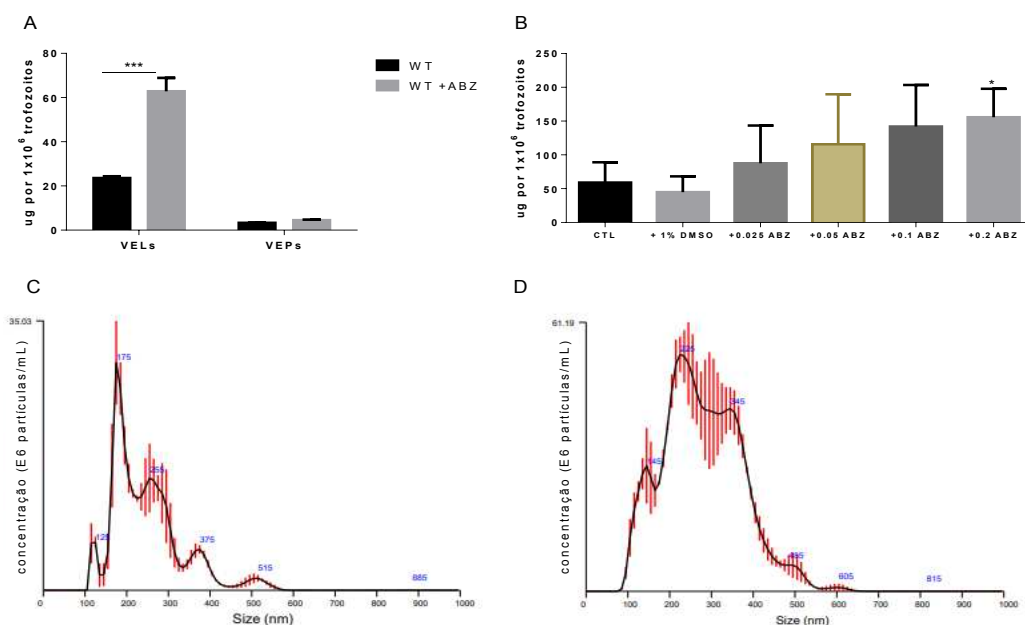 A
80
60
40
20
0
ug por 1x10⁶ trofozoitos
***
VELs
VEPs
WT
WT +ABZ
B
250
200
150
100
50
0
ug por 1x10⁶ trofozoitos
*
CTL
+ 1% DMSO
+0.025 ABZ
+0.05 ABZ
+0.1 ABZ
+0.2 ABZ
C
35.03
concentração (E6 partículas/mL)
125
175
255
375
515
885
0 100 200 300 400 500 600 700 800 900 1000
Size (nm)
D
61.19
concentração (E6 partículas/mL)
145
225
345
605
815
0 100 200 300 400 500 600 700 800 900 1000
Size (nm)